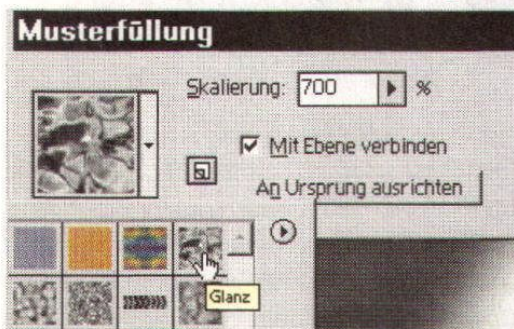 Musterfüllung
Skalierung: 700 %
Mit Ebene verbinden
An Ursprung ausrichten
Glanz